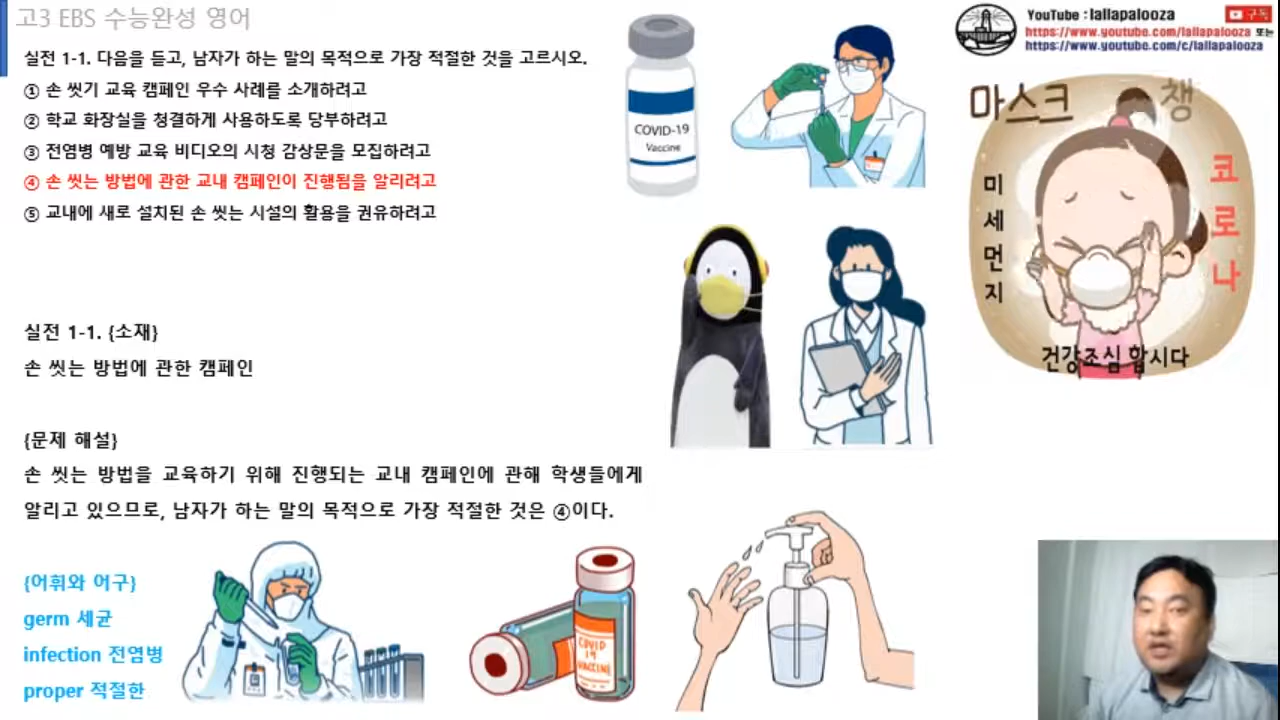 고3 EBS 수능완성 영어
실전 1-1. 다음을 듣고, 남자가 하는 말의 목적으로 가장 적절한 것을 고르시오.
① 손 씻기 교육 캠페인 우수 사례를 소개하려고
② 학교 화장실을 청결하게 사용하도록 당부하려고
③ 전염병 예방 교육 비디오의 시청 감상문을 모집하려고
④ 손 씻는 방법에 관한 교내 캠페인이 진행됨을 알리려고
⑤ 교내에 새로 설치된 손 씻는 시설의 활용을 권유하려고
실전 1-1. {소재}
손 씻는 방법에 관한 캠페인
{문제 해설}
손 씻는 방법을 교육하기 위해 진행되는 교내 캠페인에 관해 학생들에게
알리고 있으므로, 남자가 하는 말의 목적으로 가장 적절한 것은 ④이다.
{어휘와 어구}
germ 세균
infection 전염병
proper 적절한
COVID-19
Vaccine
COVID
19
VACCINE
YouTube : lallapalooza
구독
https://www.youtube.com/lallapalooza 또는
https://www.youtube.com/c/lallapalooza
마스크 챙
미세먼지
코로나
건강조심 합시다